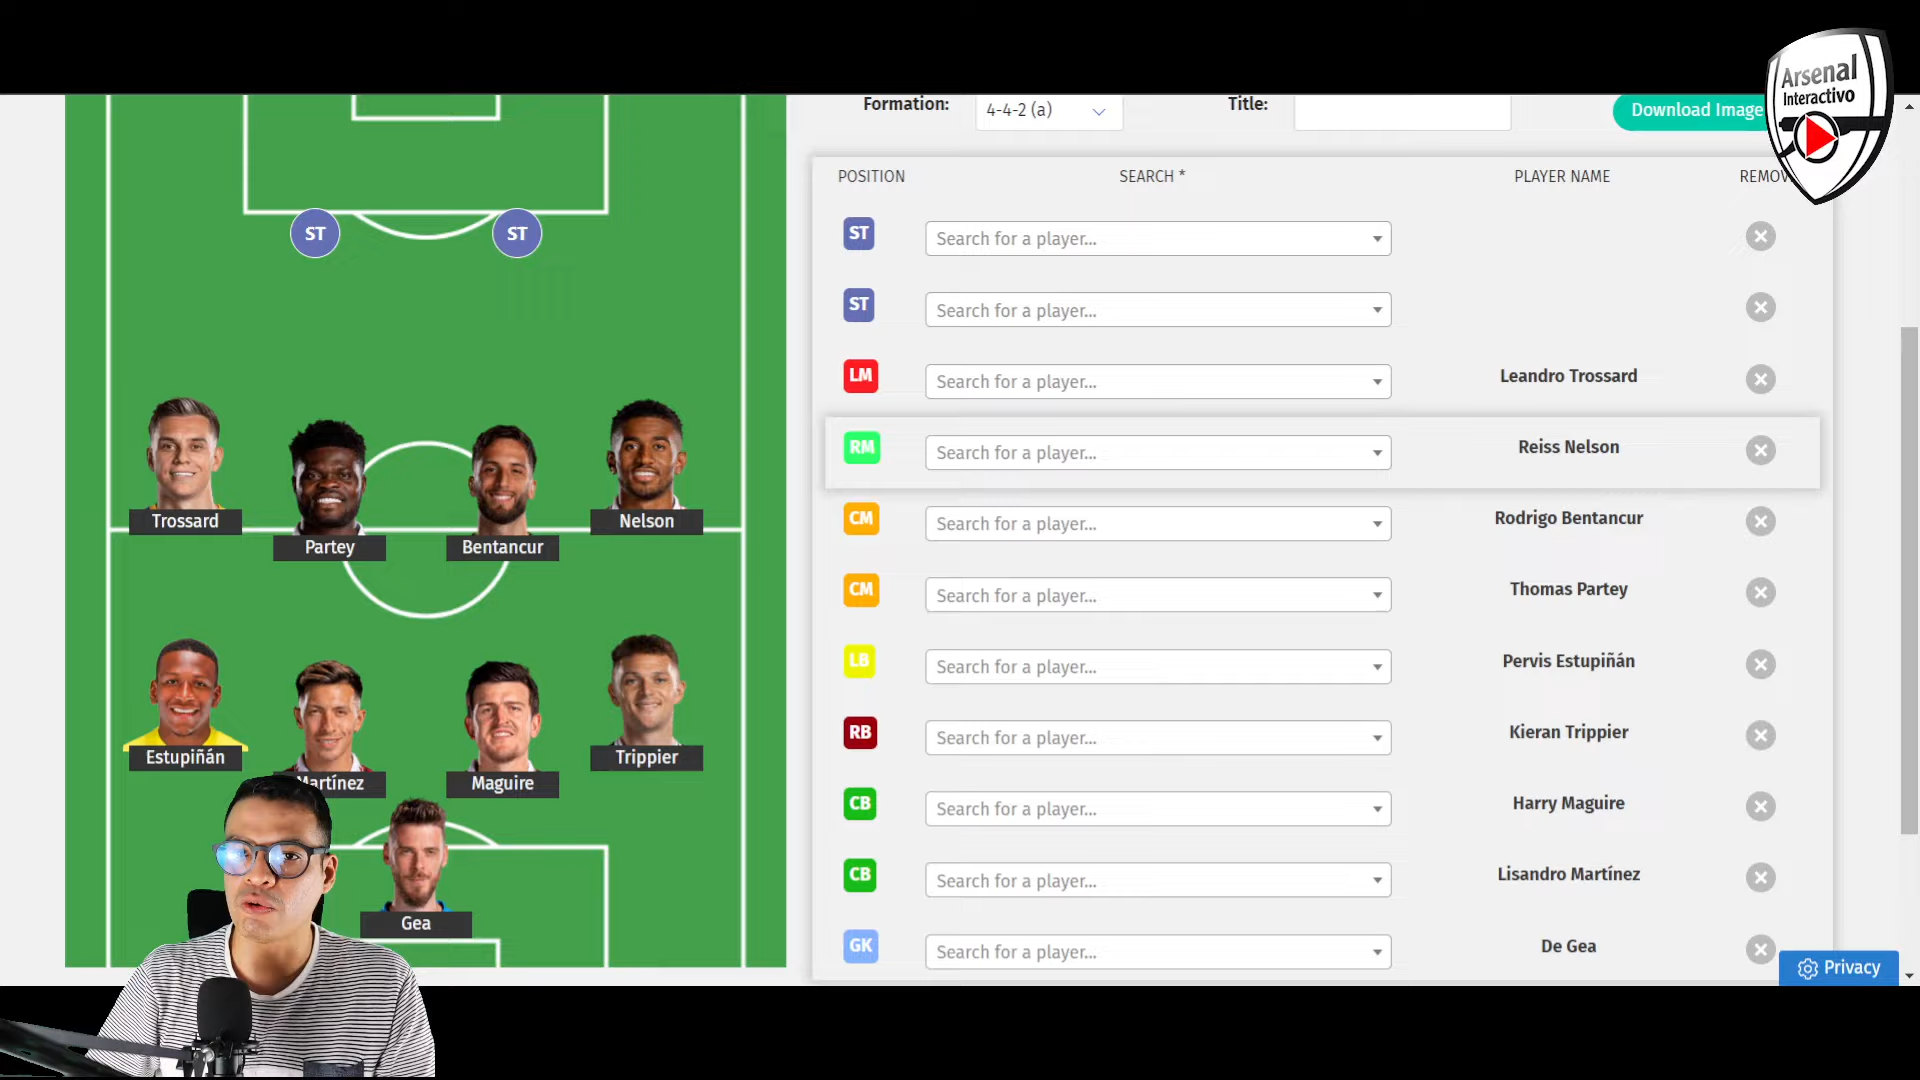 Arsenal
Interactivo
Formation:
4-4-2 (a)
Title:
Download Image
POSITION
SEARCH *
PLAYER NAME
ST
ST
ST
Search for a player...
ST
Search for a player...
LM
Search for a player...
Leandro Trossard
RM
Search for a player...
Reiss Nelson
CM
Search for a player...
Rodrigo Bentancur
CM
Search for a player...
Thomas Partey
LB
Search for a player...
Pervis Estupiñán
RB
Search for a player...
Kieran Trippier
CB
Search for a player...
Harry Maguire
CB
Search for a player...
Lisandro Martínez
GK
Search for a player...
De Gea
Trossard
Nelson
Partey
Bentancur
Estupiñán
Trippier
Maguire
Gea
Privacy